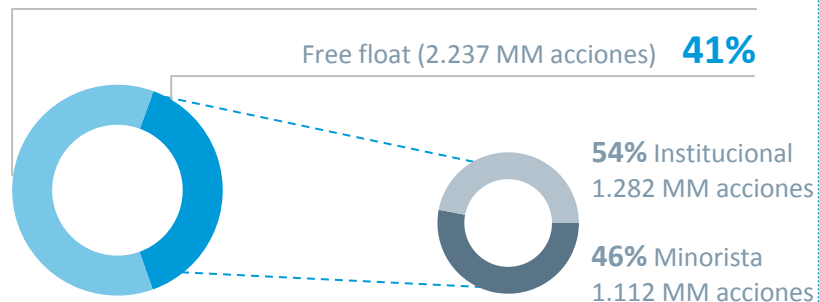 Free float (2.237 MM acciones) 41%
54% Institucional
1.282 MM acciones
46% Minorista
1.112 MM acciones